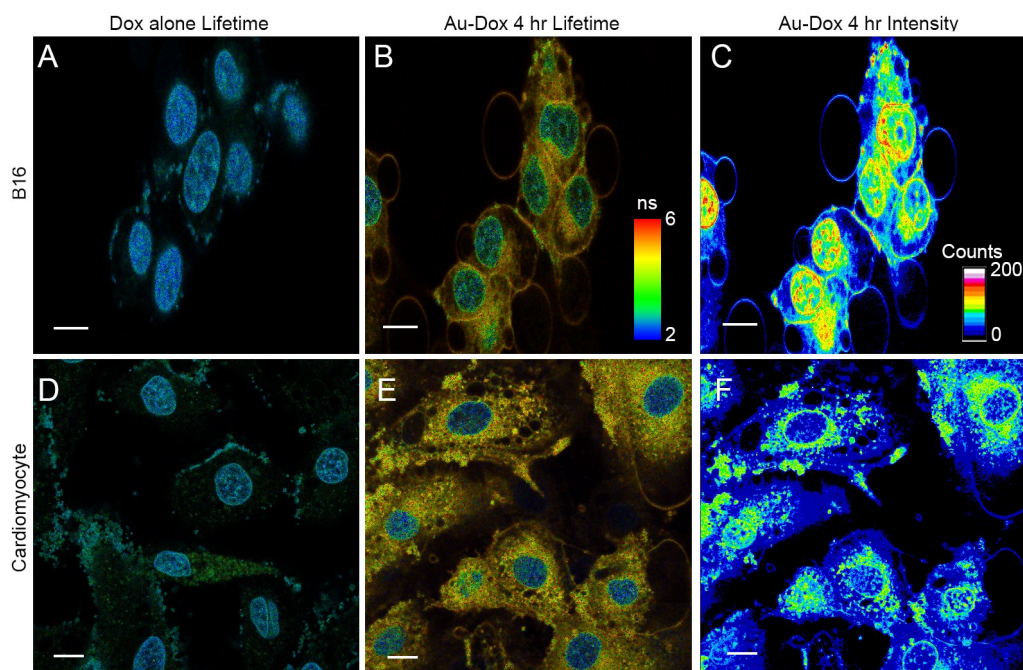 Dox alone Lifetime
Au-Dox 4 hr Lifetime
Au-Dox 4 hr Intensity
A
B
C
B16
ns
6
2
Counts
200
0
D
E
F
Cardiomyocyte